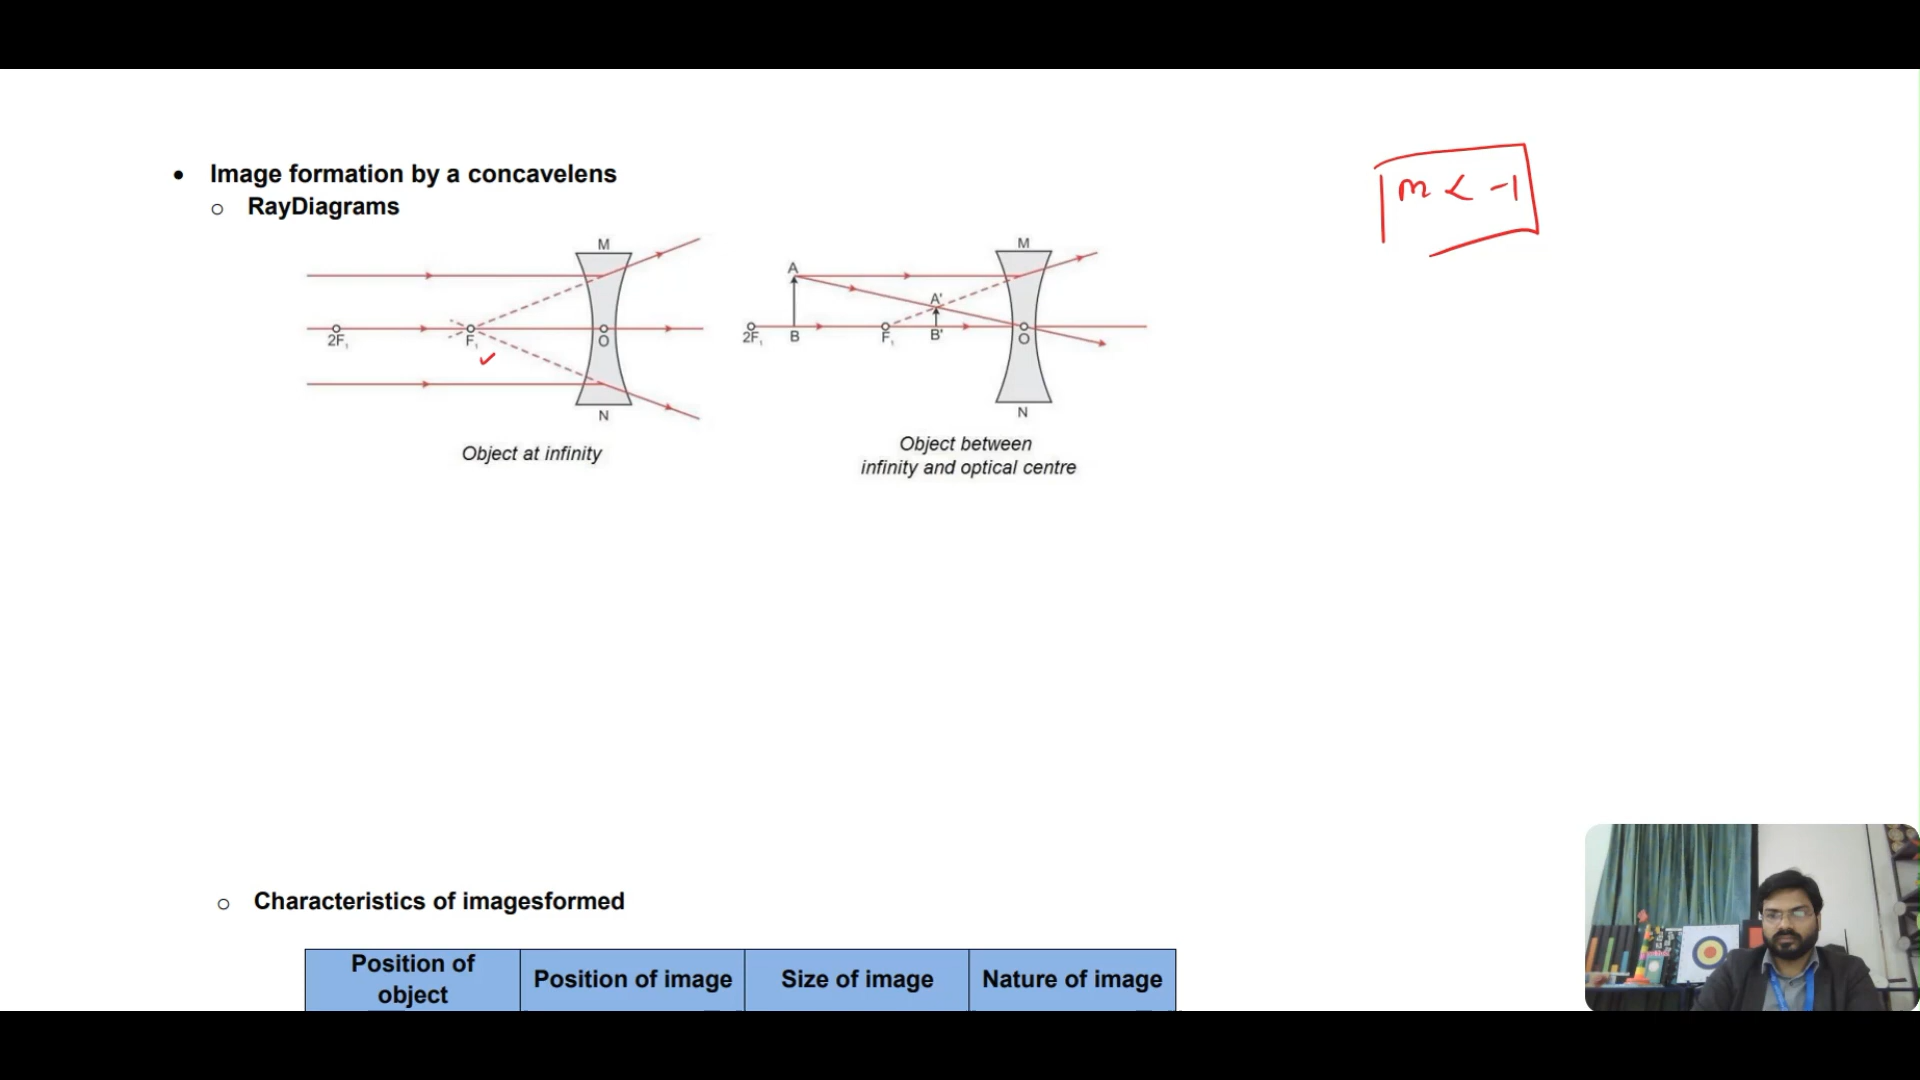 • Image formation by a concavelens
○ RayDiagrams
m < -1
M
2F₁ F₁ O
N
Object at infinity
M
A
A'
2F₁ B F₁ B' O
N
Object between
infinity and optical centre
○ Characteristics of imagesformed
Position of
object
Position of image
Size of image
Nature of image